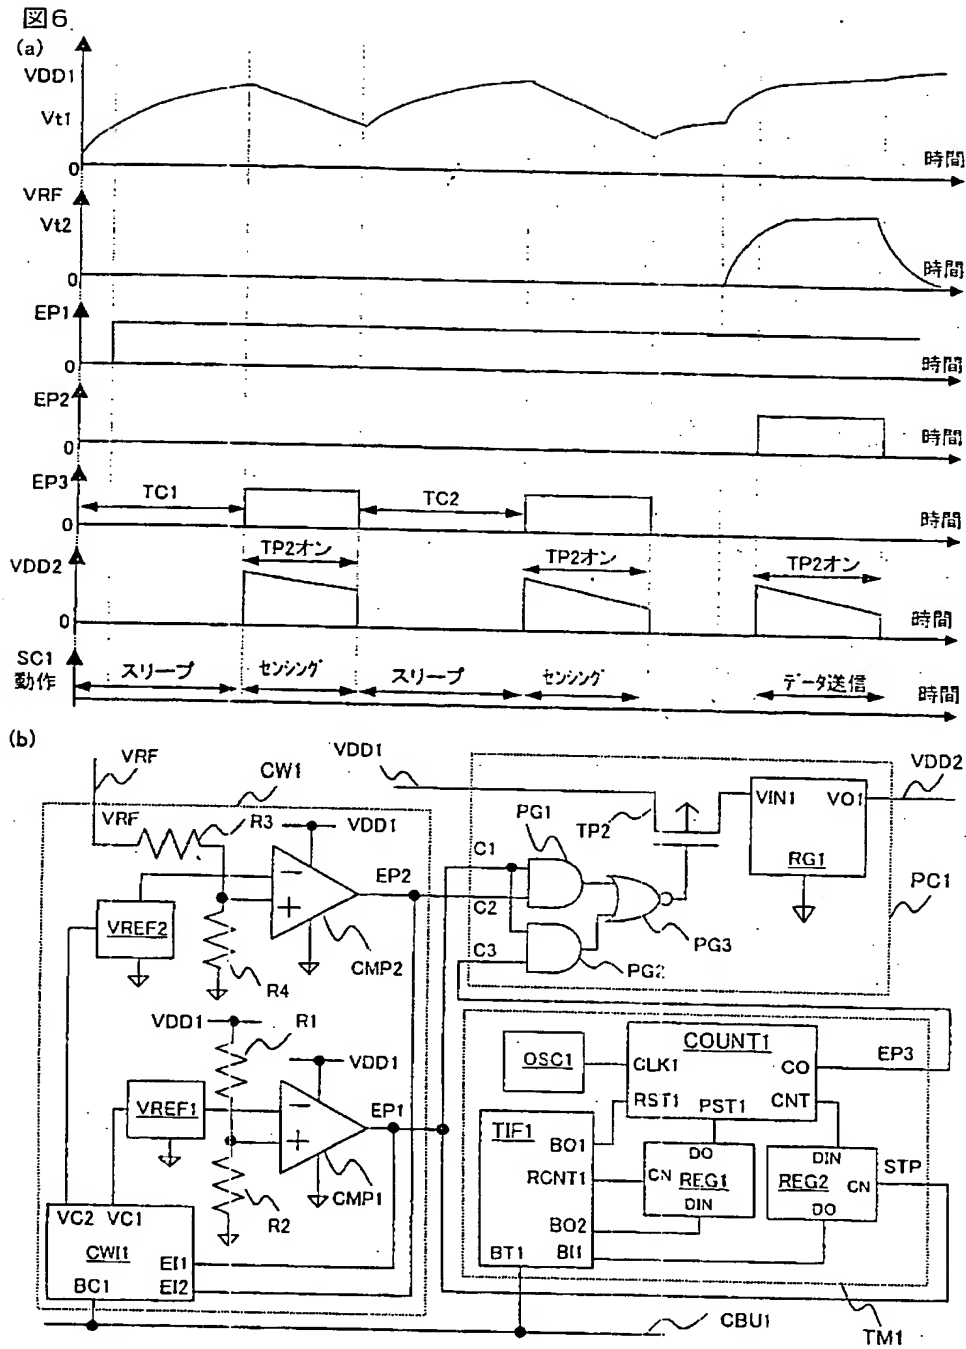 図6
(a)
VDD1
Vt1
0
時間
VRF
Vt2
0
時間
EP1
0
時間
EP2
0
時間
EP3
TC1
TC2
0
時間
VDD2
TP2オン
TP2オン
TP2オン
0
時間
SC1
動作
スリープ
センシング
スリープ
センシング
データ送信
時間
(b)
VRF
CW1
VDD1
VDD2
VRF
R3
VDD1
PG1
TP2
VIN1
VO1
RG1
PC1
C1
EP2
C2
VREF2
CMP2
C3
PG2
PG3
R4
VDD1
R1
VDD1
OSC1
COUNT1
CLK1
CO
EP3
RST1
PST1
CNT
VREF1
EP1
TIF1
BO1
DO
DIN
STP
RCNT1
CN
REG1
REG2
CN
CMP1
R2
DIN
DO
VC2
VC1
BO2
CWI1
EI1
BT1
BI1
BC1
EI2
CBU1
TM1